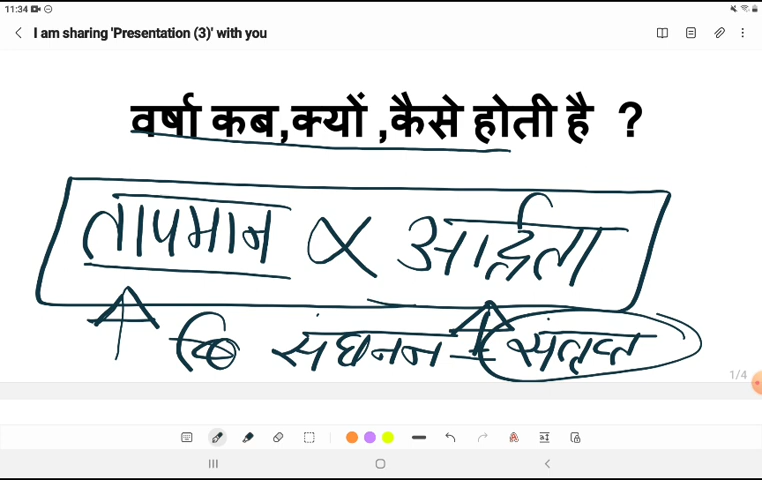 11:34
I am sharing 'Presentation (3)' with you
वर्षा कब,क्यों ,कैसे होती है ?
तापमान ∝ आर्द्रता
संघनन - संतृप्त
1/4